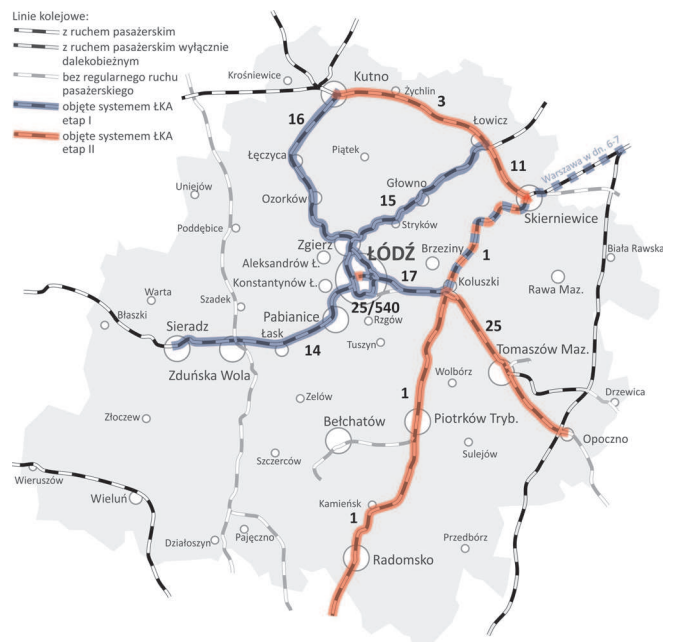 Linie kolejowe:
z ruchem pasażerskim
z ruchem pasażerskim wyłącznie
dalekobieżnym
bez regularnego ruchu
pasażerskiego
objęte systemem ŁKA
etap I
objęte systemem ŁKA
etap II
Krośniewice
Kutno
Żychlin
3
16
Łowicz
Łęczyca
Piątek
11
Warszawa w dn. 6-7
Głowno
15
Uniejów
Ozorków
Skierniewice
Stryków
Poddębice
Zgierz
ŁÓDŹ
Brzeziny
1
Biała Rawska
Aleksandrów Ł.
17
Konstantynów Ł.
Koluszki
Rawa Maz.
Warta
Szadek
25/540
Błaszki
Pabianice
Rzgów
25
Sieradz
Łask
14
Tuszyn
Tomaszów Maz.
Zduńska Wola
Wolbórz
1
Zelów
Drzewica
Złoczew
Bełchatów
Piotrków Tryb.
Opoczno
Szczerców
Sulejów
Wieruszów
Wieluń
Kamieńsk
1
Działoszyn
Pajęczno
Przedbórz
Radomsko